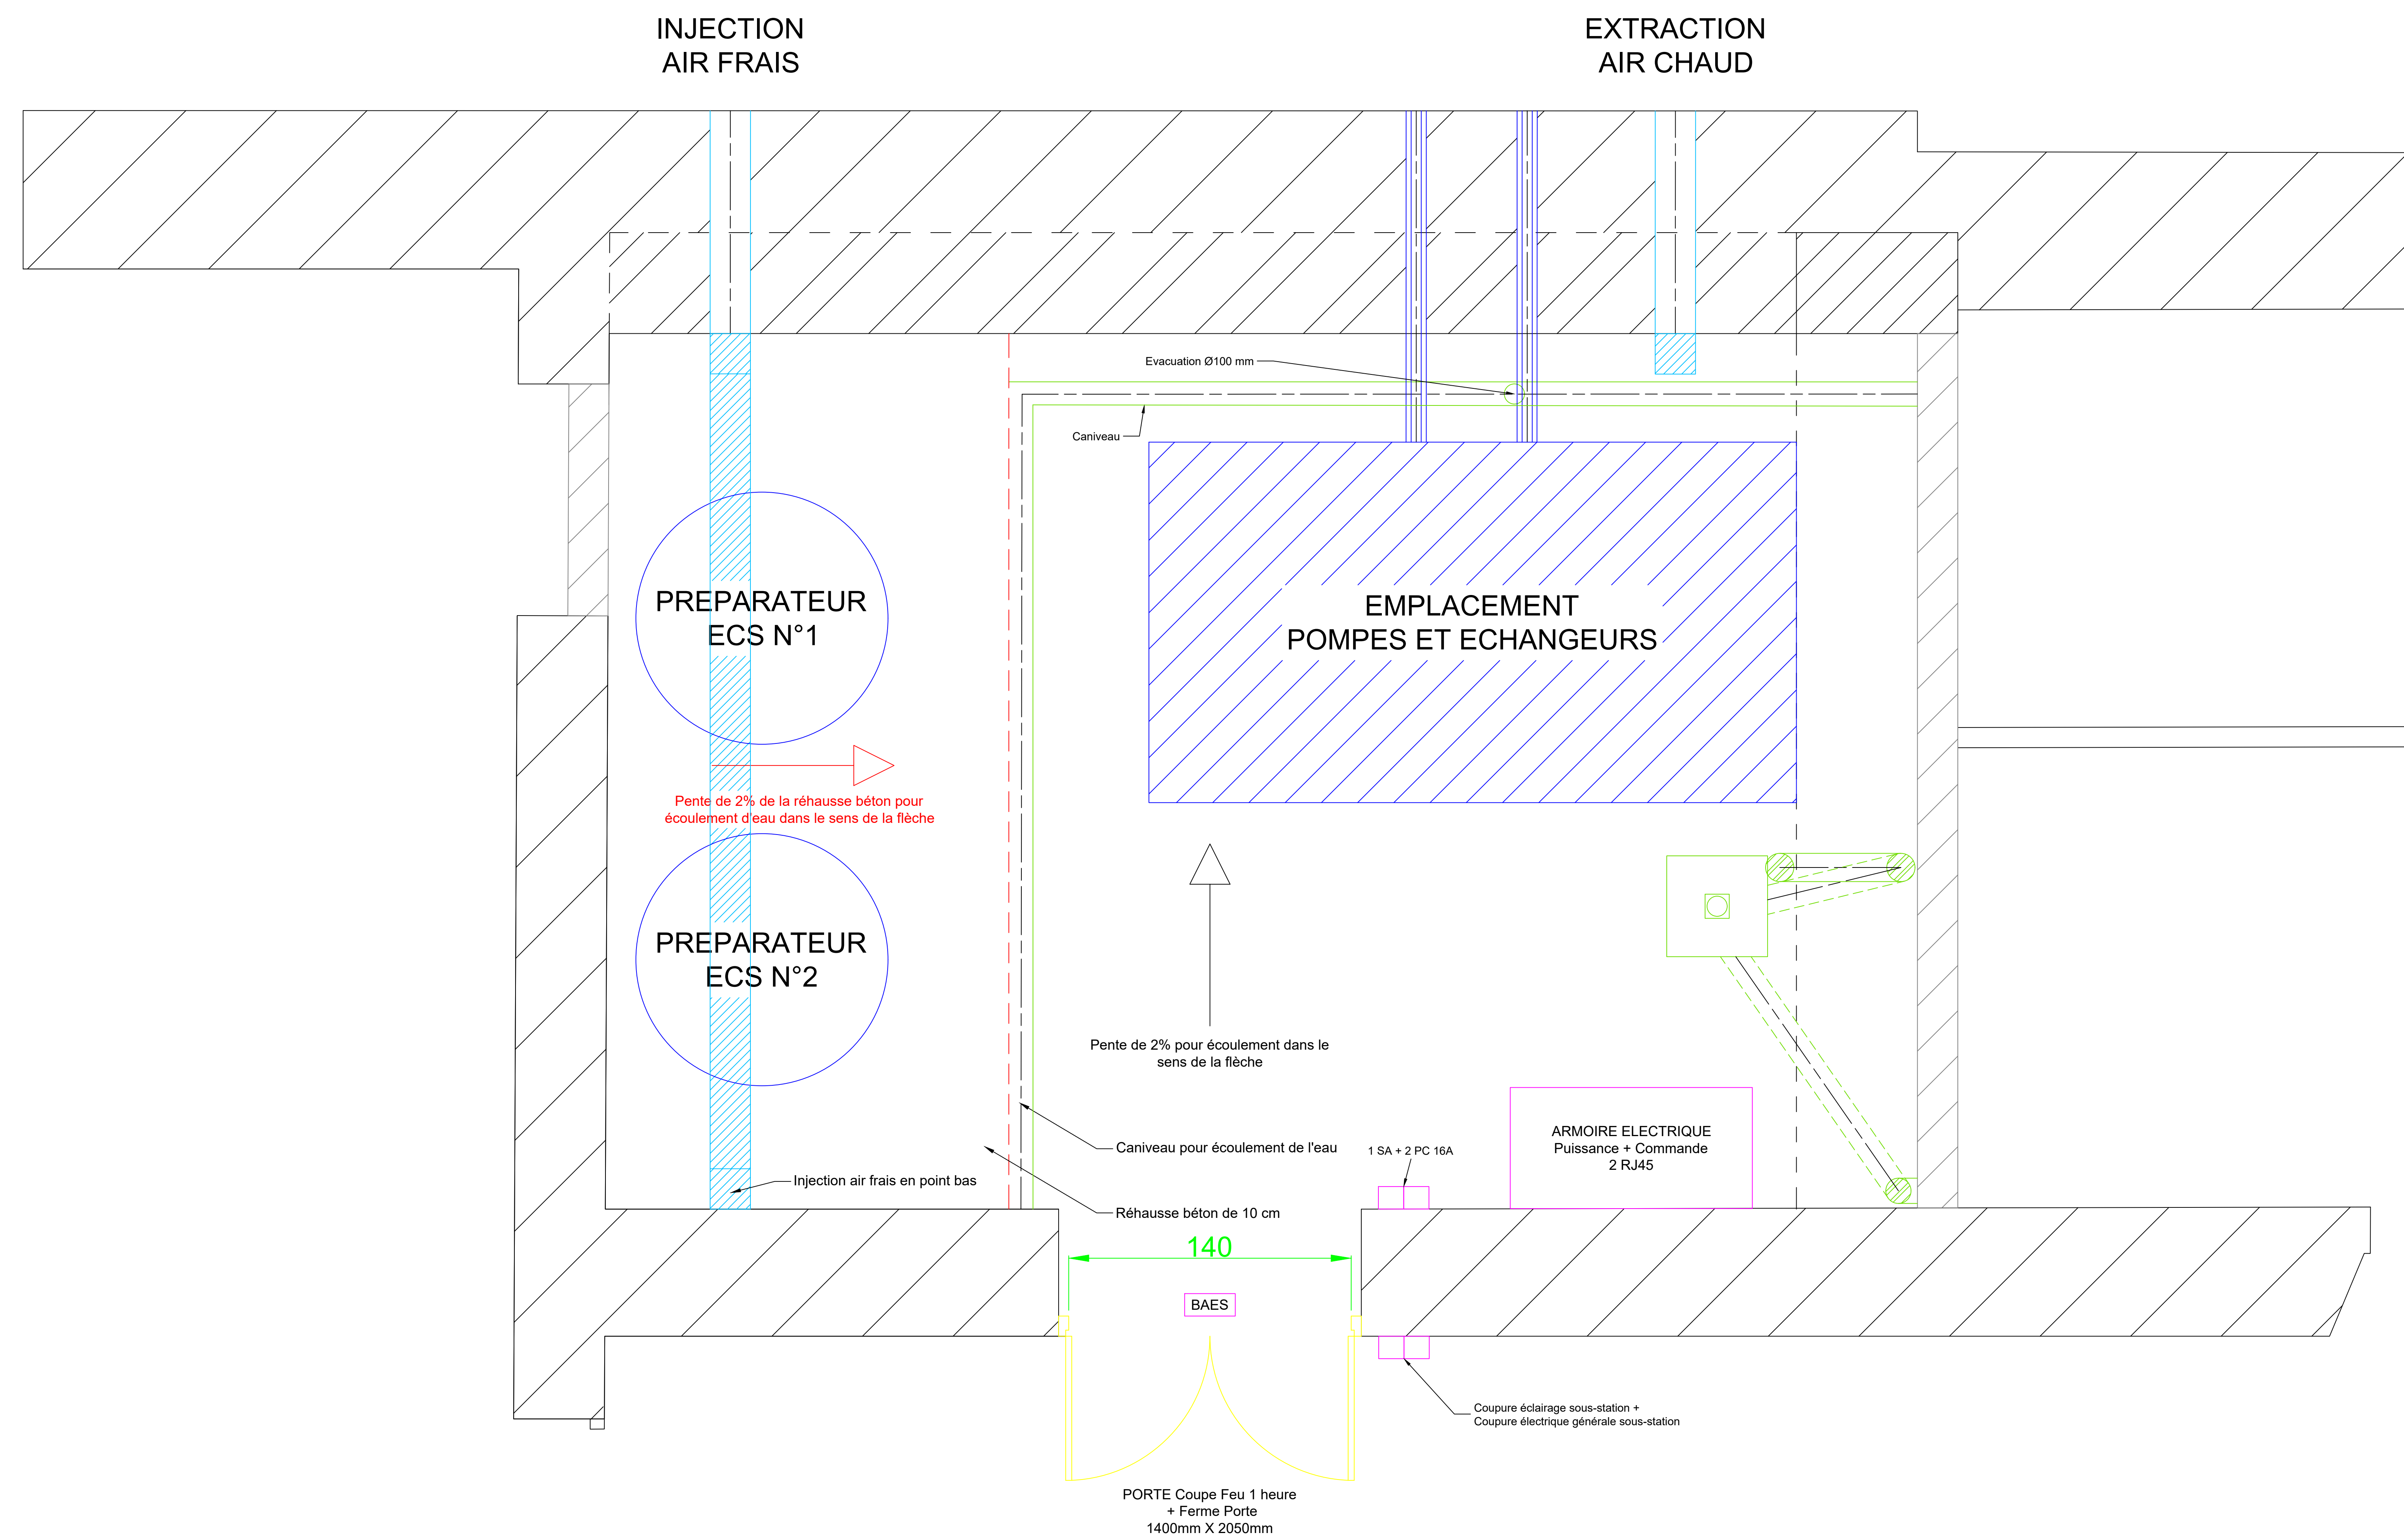 INJECTION
AIR FRAIS
EXTRACTION
AIR CHAUD
Evacuation Ø100 mm
Caniveau
PREPARATEUR
ECS N°1
EMPLACEMENT
POMPES ET ECHANGEURS
Pente de 2% de la réhausse béton pour
écoulement d'eau dans le sens de la flèche
PREPARATEUR
ECS N°2
Pente de 2% pour écoulement dans le
sens de la flèche
Caniveau pour écoulement de l'eau
1 SA + 2 PC 16A
ARMOIRE ELECTRIQUE
Puissance + Commande
2 RJ45
Injection air frais en point bas
Réhausse béton de 10 cm
140
BAES
Coupure éclairage sous-station +
Coupure électrique générale sous-station
PORTE Coupe Feu 1 heure
+ Ferme Porte
1400mm X 2050mm